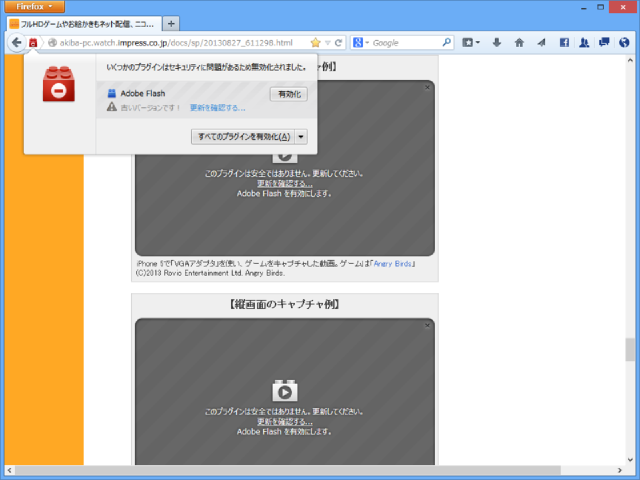 Firefox
フルHDゲームやお絵かきもネット配信、ニコ...
akiba-pc.watch.impress.co.jp/docs/sp/20130827_611298.html
Google
いくつかのプラグインはセキュリティに問題があるため無効化されました。
ャ例】
Adobe Flash
有効化
古いバージョンです！ 更新を確認する...
すべてのプラグインを有効化(A)
このプラグインは安全ではありません。更新してください。
更新を確認する...
Adobe Flash を有効にします。
iPhone 5で「VGAアダプタ」を使い、ゲームをキャプチャした動画。ゲームは「Angry Birds」
(C)2013 Rovio Entertainment Ltd. Angry Birds.
【縦画面のキャプチャ例】
このプラグインは安全ではありません。更新してください。
更新を確認する...
Adobe Flash を有効にします。